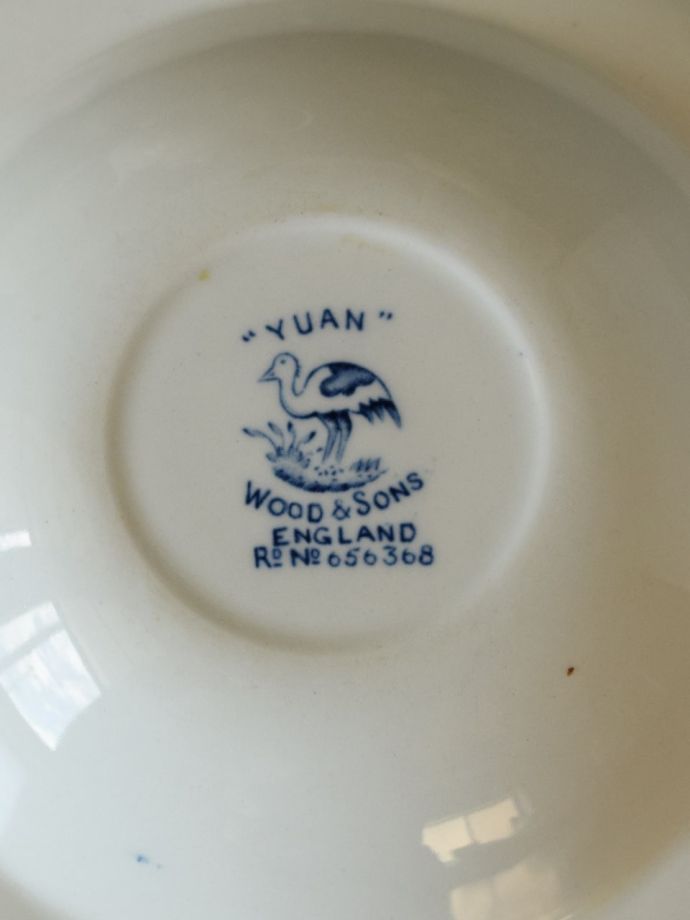 "YUAN"
WOOD & SONS
ENGLAND
Rᴰ Nº 656368